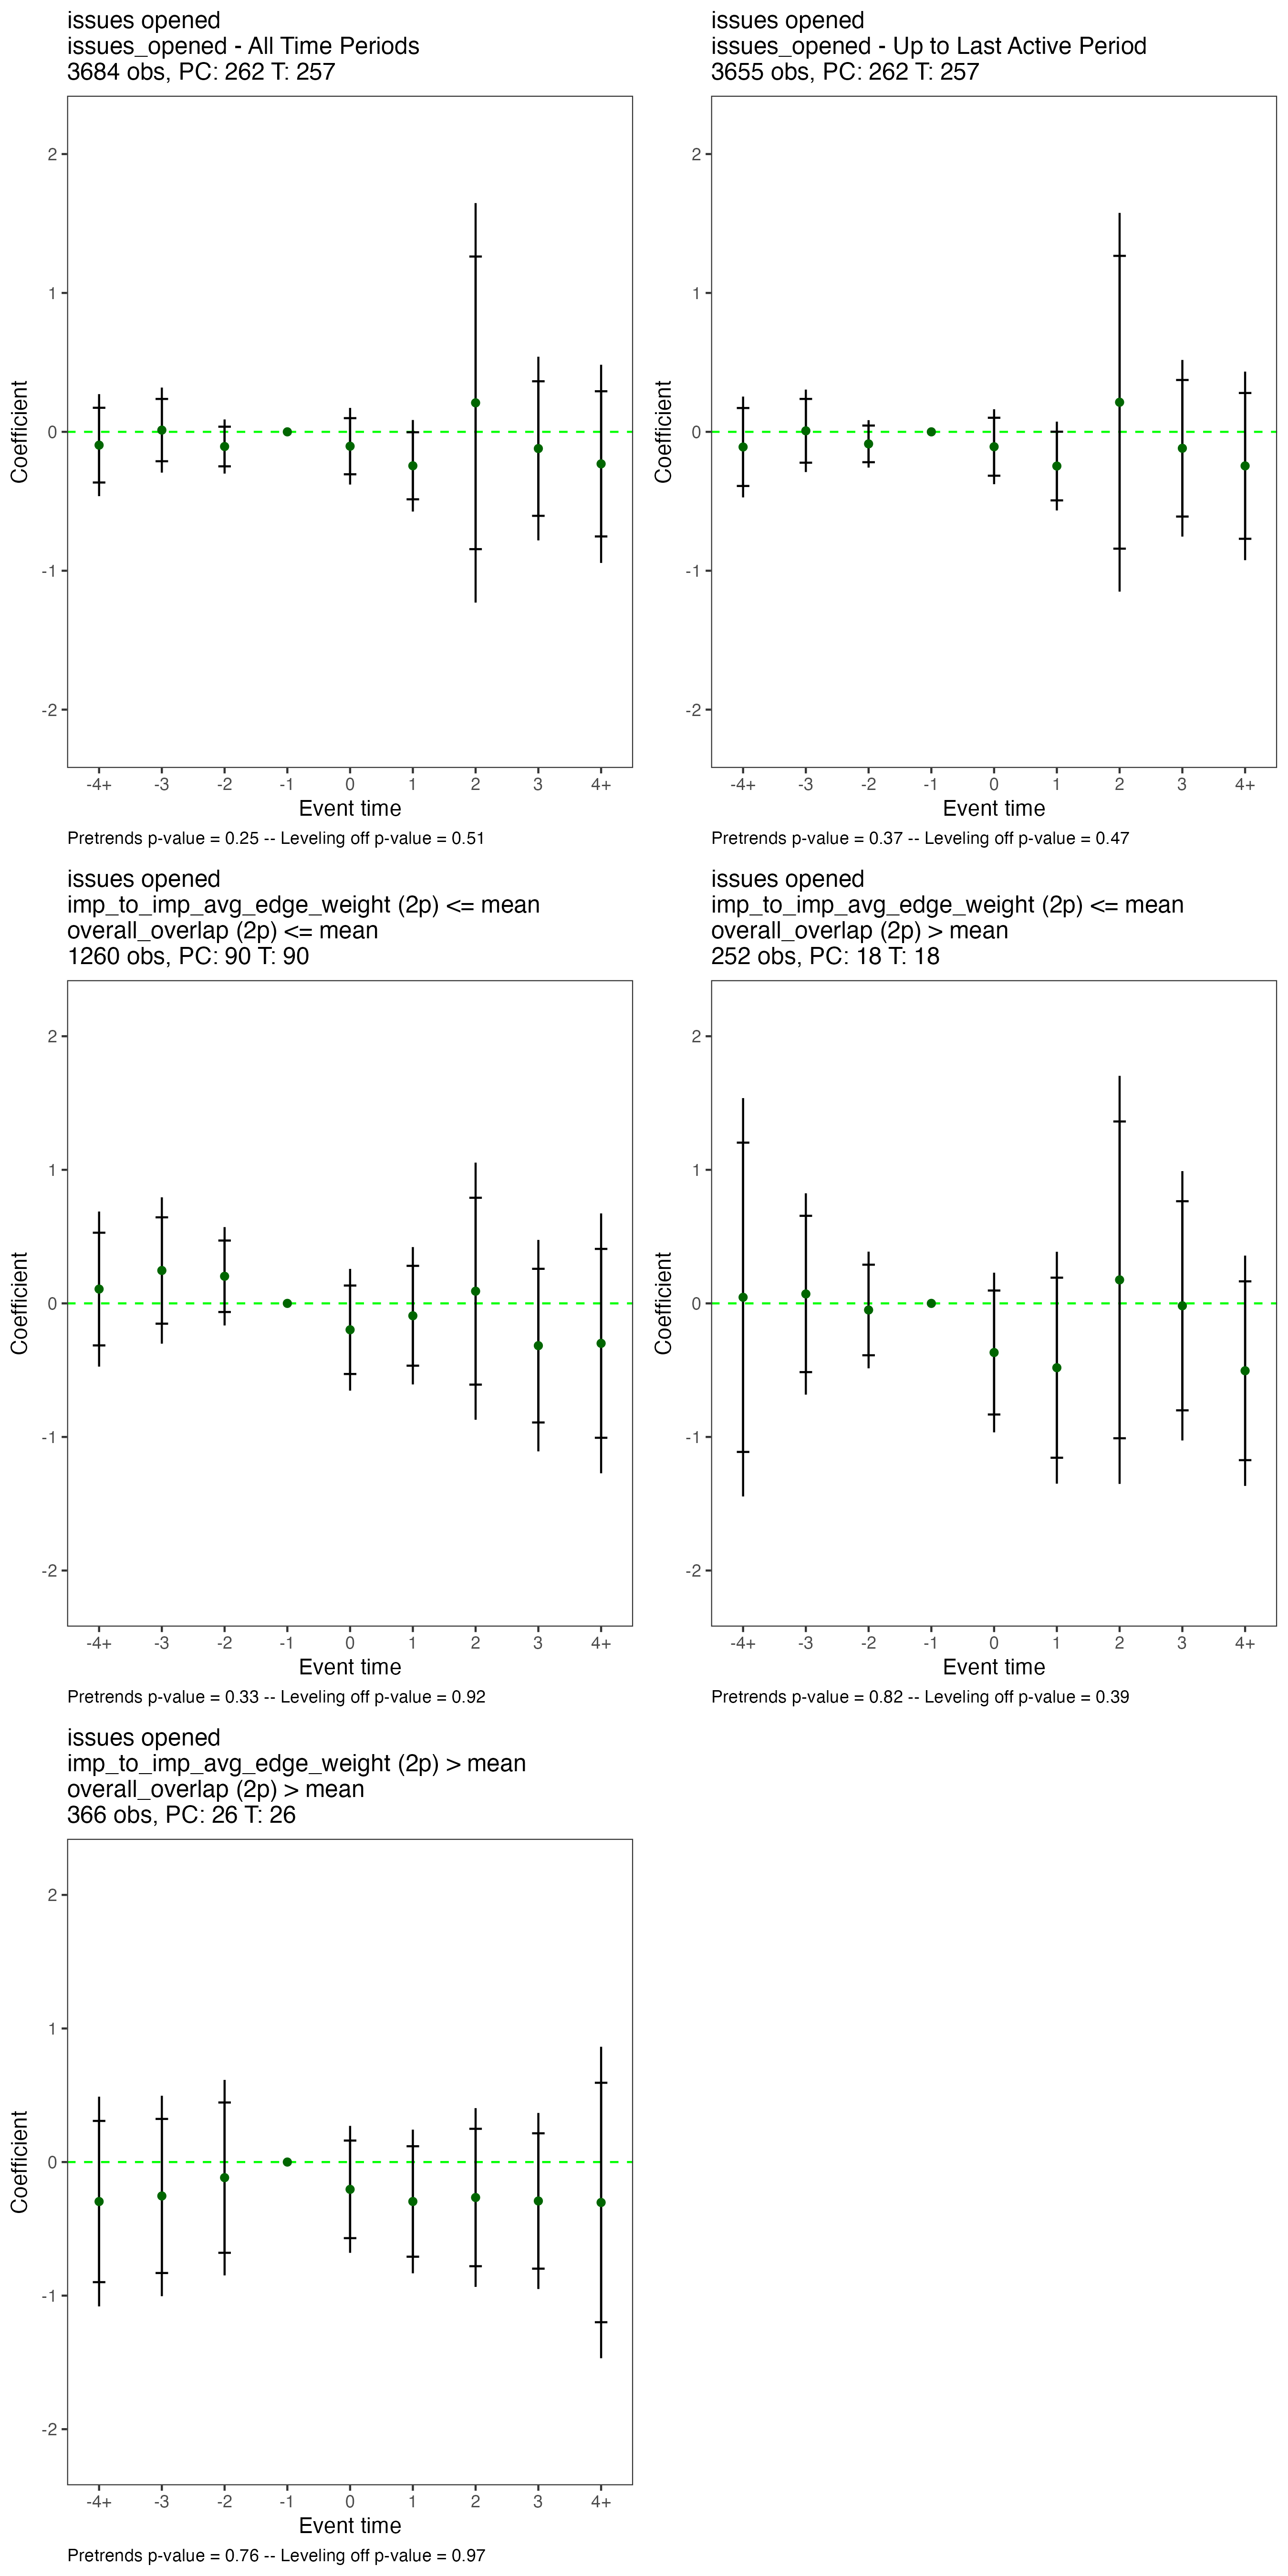 issues opened
issues_opened - All Time Periods
3684 obs, PC: 262 T: 257
Coefficient
2
1
0
-1
-2
-4+ -3 -2 -1 0 1 2 3 4+
Event time
Pretrends p-value = 0.25 -- Leveling off p-value = 0.51
issues opened
issues_opened - Up to Last Active Period
3655 obs, PC: 262 T: 257
Coefficient
2
1
0
-1
-2
-4+ -3 -2 -1 0 1 2 3 4+
Event time
Pretrends p-value = 0.37 -- Leveling off p-value = 0.47
issues opened
imp_to_imp_avg_edge_weight (2p) <= mean
overall_overlap (2p) <= mean
1260 obs, PC: 90 T: 90
Coefficient
2
1
0
-1
-2
-4+ -3 -2 -1 0 1 2 3 4+
Event time
Pretrends p-value = 0.33 -- Leveling off p-value = 0.92
issues opened
imp_to_imp_avg_edge_weight (2p) <= mean
overall_overlap (2p) > mean
252 obs, PC: 18 T: 18
Coefficient
2
1
0
-1
-2
-4+ -3 -2 -1 0 1 2 3 4+
Event time
Pretrends p-value = 0.82 -- Leveling off p-value = 0.39
issues opened
imp_to_imp_avg_edge_weight (2p) > mean
overall_overlap (2p) > mean
366 obs, PC: 26 T: 26
Coefficient
2
1
0
-1
-2
-4+ -3 -2 -1 0 1 2 3 4+
Event time
Pretrends p-value = 0.76 -- Leveling off p-value = 0.97